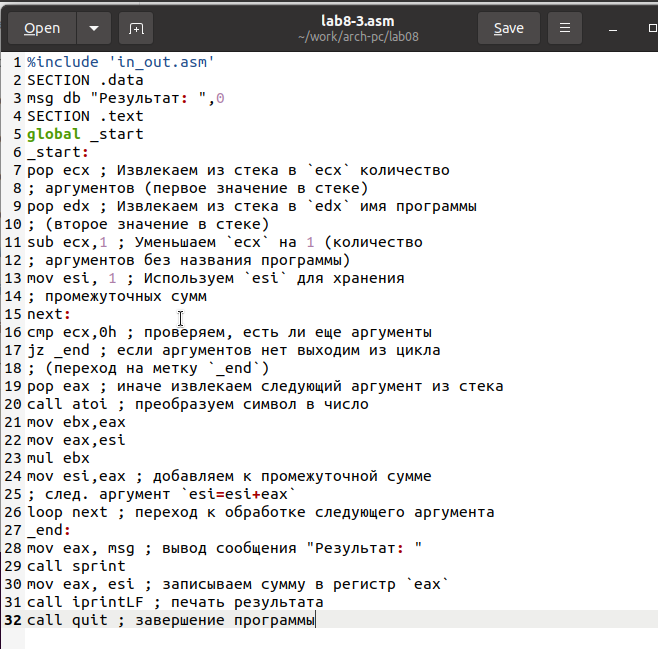 Open
lab8-3.asm
~/work/arch-pc/lab08
Save
1 %include 'in_out.asm'
2 SECTION .data
3 msg db "Результат: ",0
4 SECTION .text
5 global _start
6 _start:
7 pop ecx ; Извлекаем из стека в `ecx` количество
8 ; аргументов (первое значение в стеке)
9 pop edx ; Извлекаем из стека в `edx` имя программы
10 ; (второе значение в стеке)
11 sub ecx,1 ; Уменьшаем `ecx` на 1 (количество
12 ; аргументов без названия программы)
13 mov esi, 1 ; Используем `esi` для хранения
14 ; промежуточных сумм
15 next:
16 cmp ecx,0h ; проверяем, есть ли еще аргументы
17 jz _end ; если аргументов нет выходим из цикла
18 ; (переход на метку `_end`)
19 pop eax ; иначе извлекаем следующий аргумент из стека
20 call atoi ; преобразуем символ в число
21 mov ebx,eax
22 mov eax,esi
23 mul ebx
24 mov esi,eax ; добавляем к промежуточной сумме
25 ; след. аргумент `esi=esi+eax`
26 loop next ; переход к обработке следующего аргумента
27 _end:
28 mov eax, msg ; вывод сообщения "Результат: "
29 call sprint
30 mov eax, esi ; записываем сумму в регистр `eax`
31 call iprintLF ; печать результата
32 call quit ; завершение программы